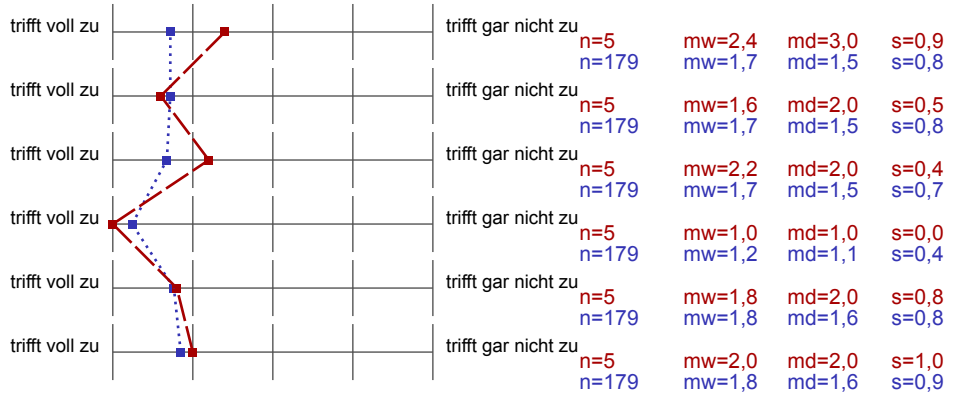 trifft voll zu trifft gar nicht zu
n=5 mw=2,4 md=3,0 s=0,9
n=179 mw=1,7 md=1,5 s=0,8
trifft voll zu trifft gar nicht zu
n=5 mw=1,6 md=2,0 s=0,5
n=179 mw=1,7 md=1,5 s=0,8
trifft voll zu trifft gar nicht zu
n=5 mw=2,2 md=2,0 s=0,4
n=179 mw=1,7 md=1,5 s=0,7
trifft voll zu trifft gar nicht zu
n=5 mw=1,0 md=1,0 s=0,0
n=179 mw=1,2 md=1,1 s=0,4
trifft voll zu trifft gar nicht zu
n=5 mw=1,8 md=2,0 s=0,8
n=179 mw=1,8 md=1,6 s=0,8
trifft voll zu trifft gar nicht zu
n=5 mw=2,0 md=2,0 s=1,0
n=179 mw=1,8 md=1,6 s=0,9